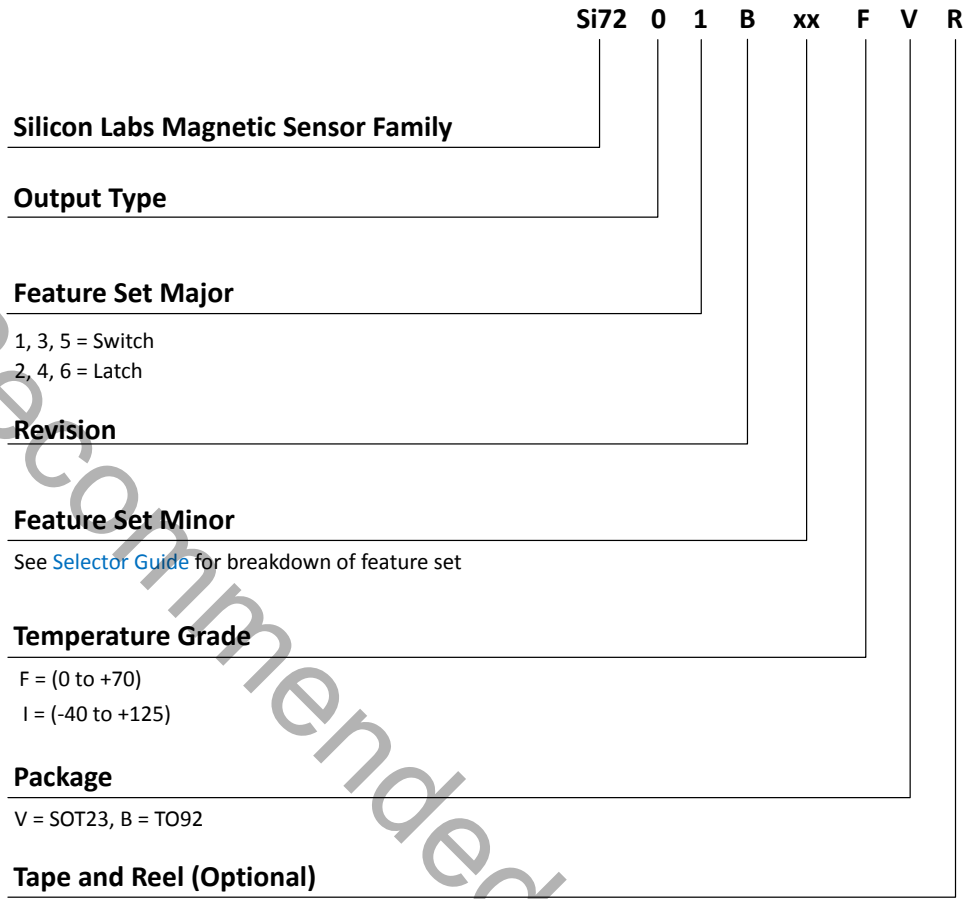 Si72 0 1 B xx F V R
Silicon Labs Magnetic Sensor Family
Output Type
Feature Set Major
1, 3, 5 = Switch
2, 4, 6 = Latch
Revision
Feature Set Minor
See Selector Guide for breakdown of feature set
Temperature Grade
F = (0 to +70)
I = (-40 to +125)
Package
V = SOT23, B = TO92
Tape and Reel (Optional)
ecommended